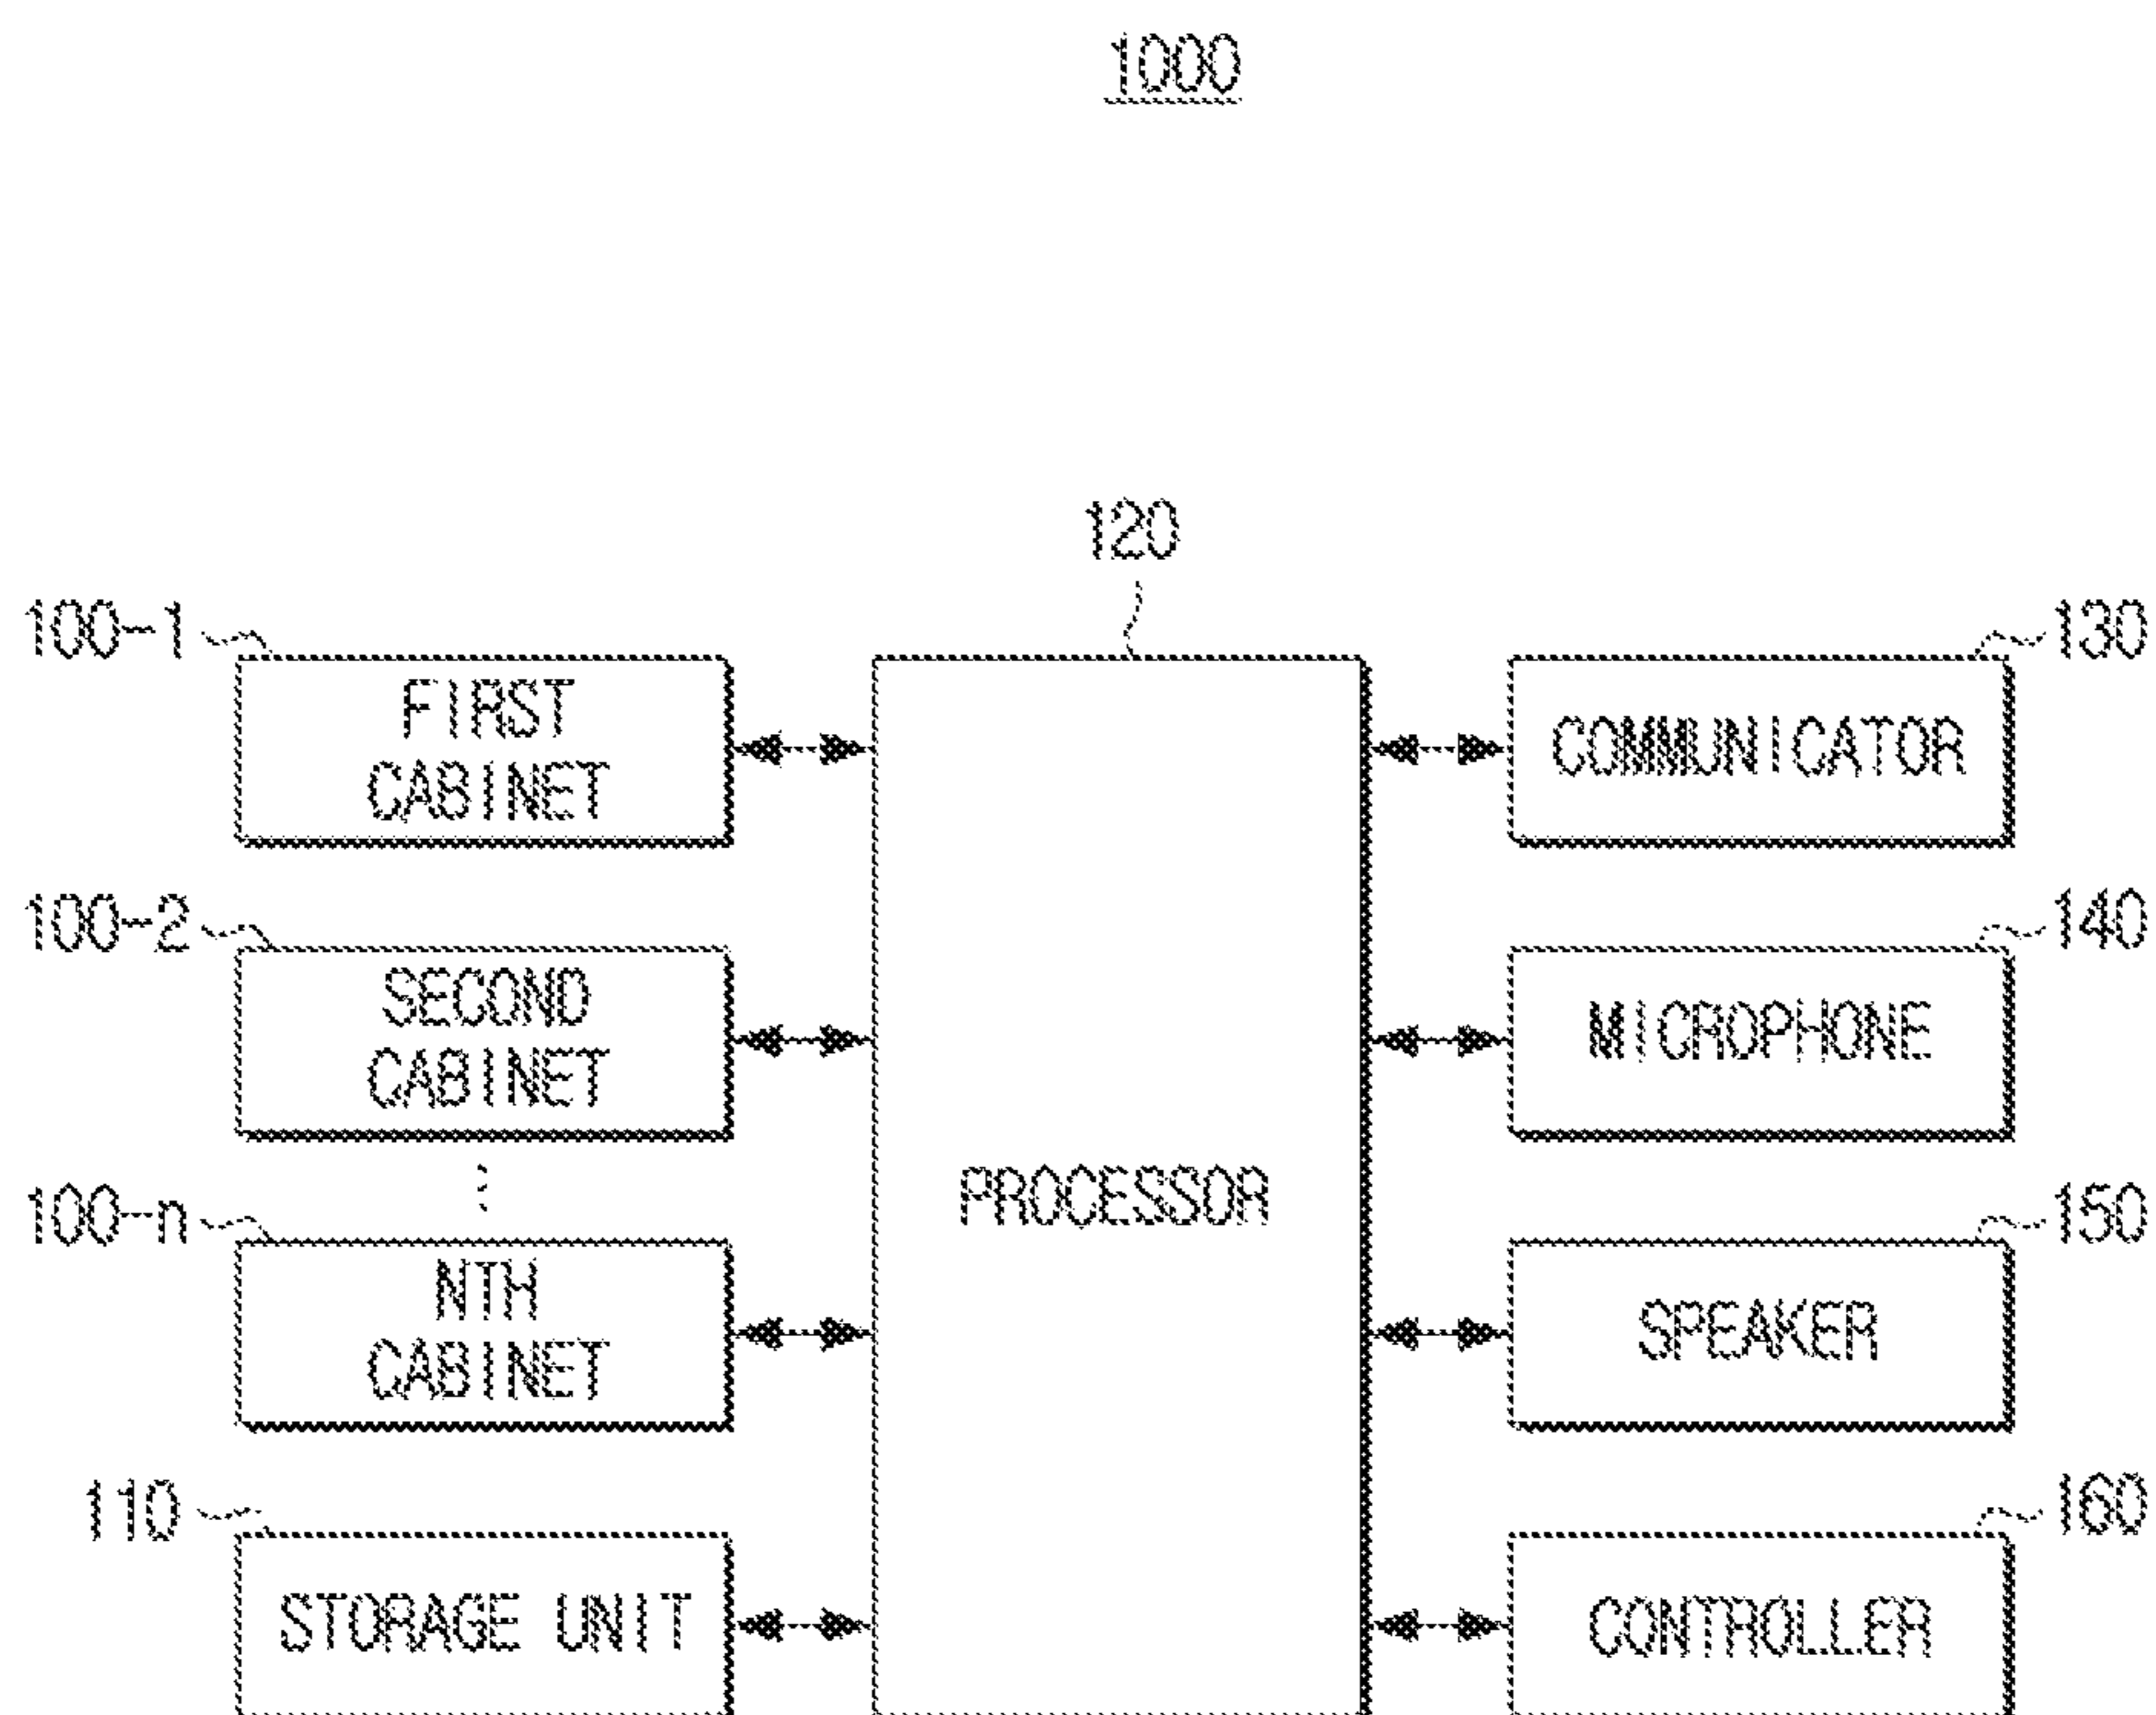 1000
120
100-1
FIRST
CABINET
130
COMMUNICATOR
100-2
SECOND
CABINET
140
MICROPHONE
PROCESSOR
100-n
NTH
CABINET
150
SPEAKER
110
STORAGE UNIT
160
CONTROLLER